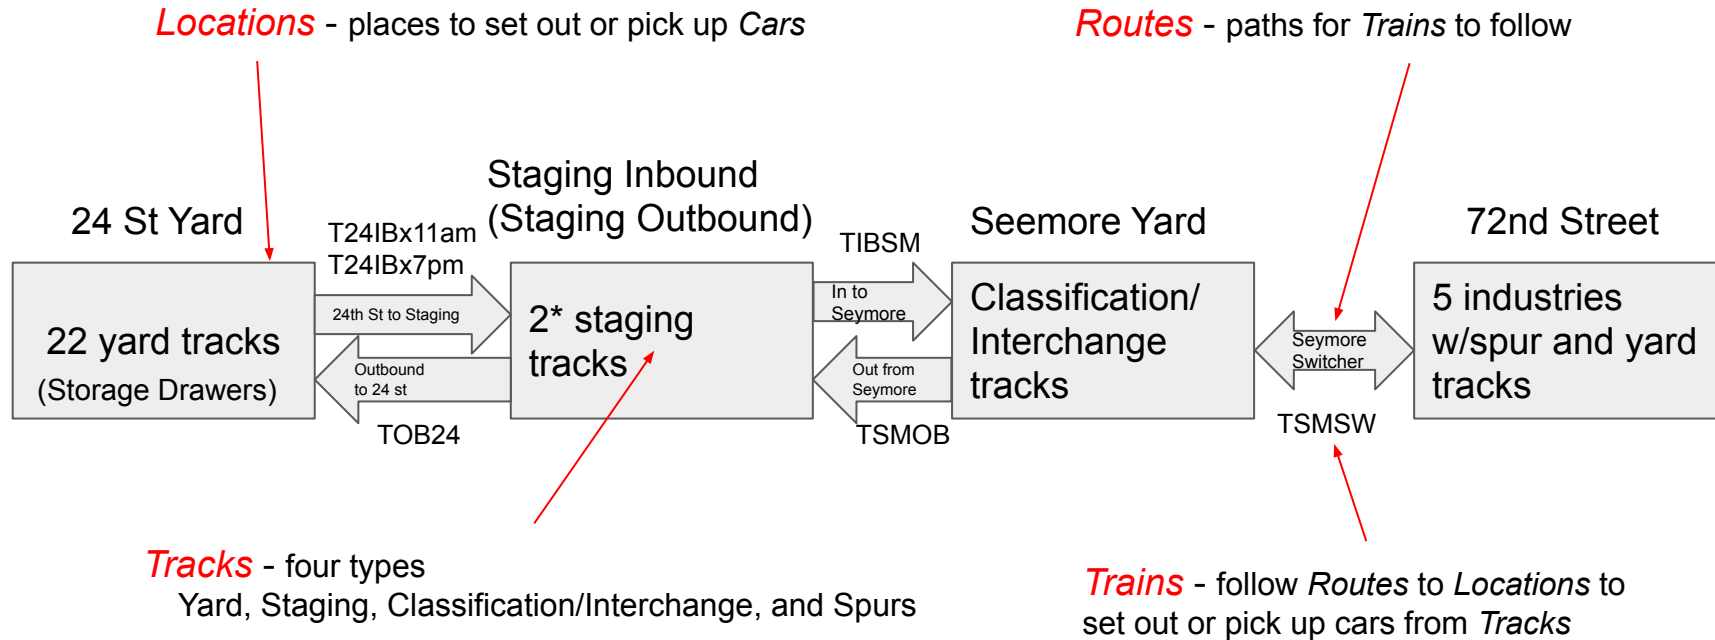 Locations - places to set out or pick up Cars
Routes - paths for Trains to follow
24 St Yard
T24IBx11am
T24IBx7pm
Staging Inbound
(Staging Outbound)
TIBSM
Seemore Yard
72nd Street
22 yard tracks
(Storage Drawers)
24th St to Staging
Outbound
to 24 st
TOB24
2* staging
tracks
In to
Seymore
Out from
Seymore
TSMOB
Classification/
Interchange
tracks
Seymore
Switcher
TSMSW
5 industries
w/spur and yard
tracks
Tracks - four types
Yard, Staging, Classification/Interchange, and Spurs
Trains - follow Routes to Locations to
set out or pick up cars from Tracks